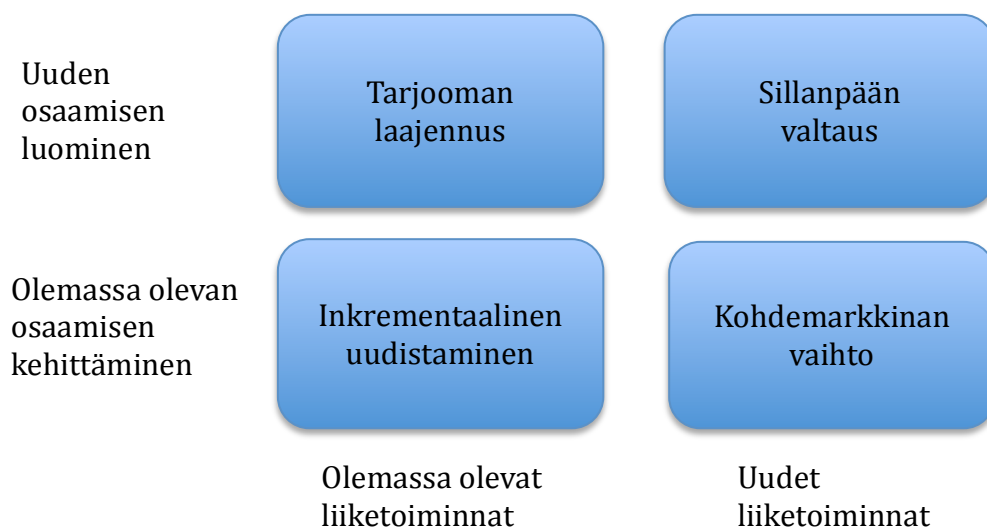 Uuden
osaamisen
luominen
Tarjooman
laajennus
Sillanpään
valtaus
Olemassa olevan
osaamisen
kehittäminen
Inkrementaalinen
uudistaminen
Kohdemarkkinan
vaihto
Olemassa olevat
liiketoiminnat
Uudet
liiketoiminnat